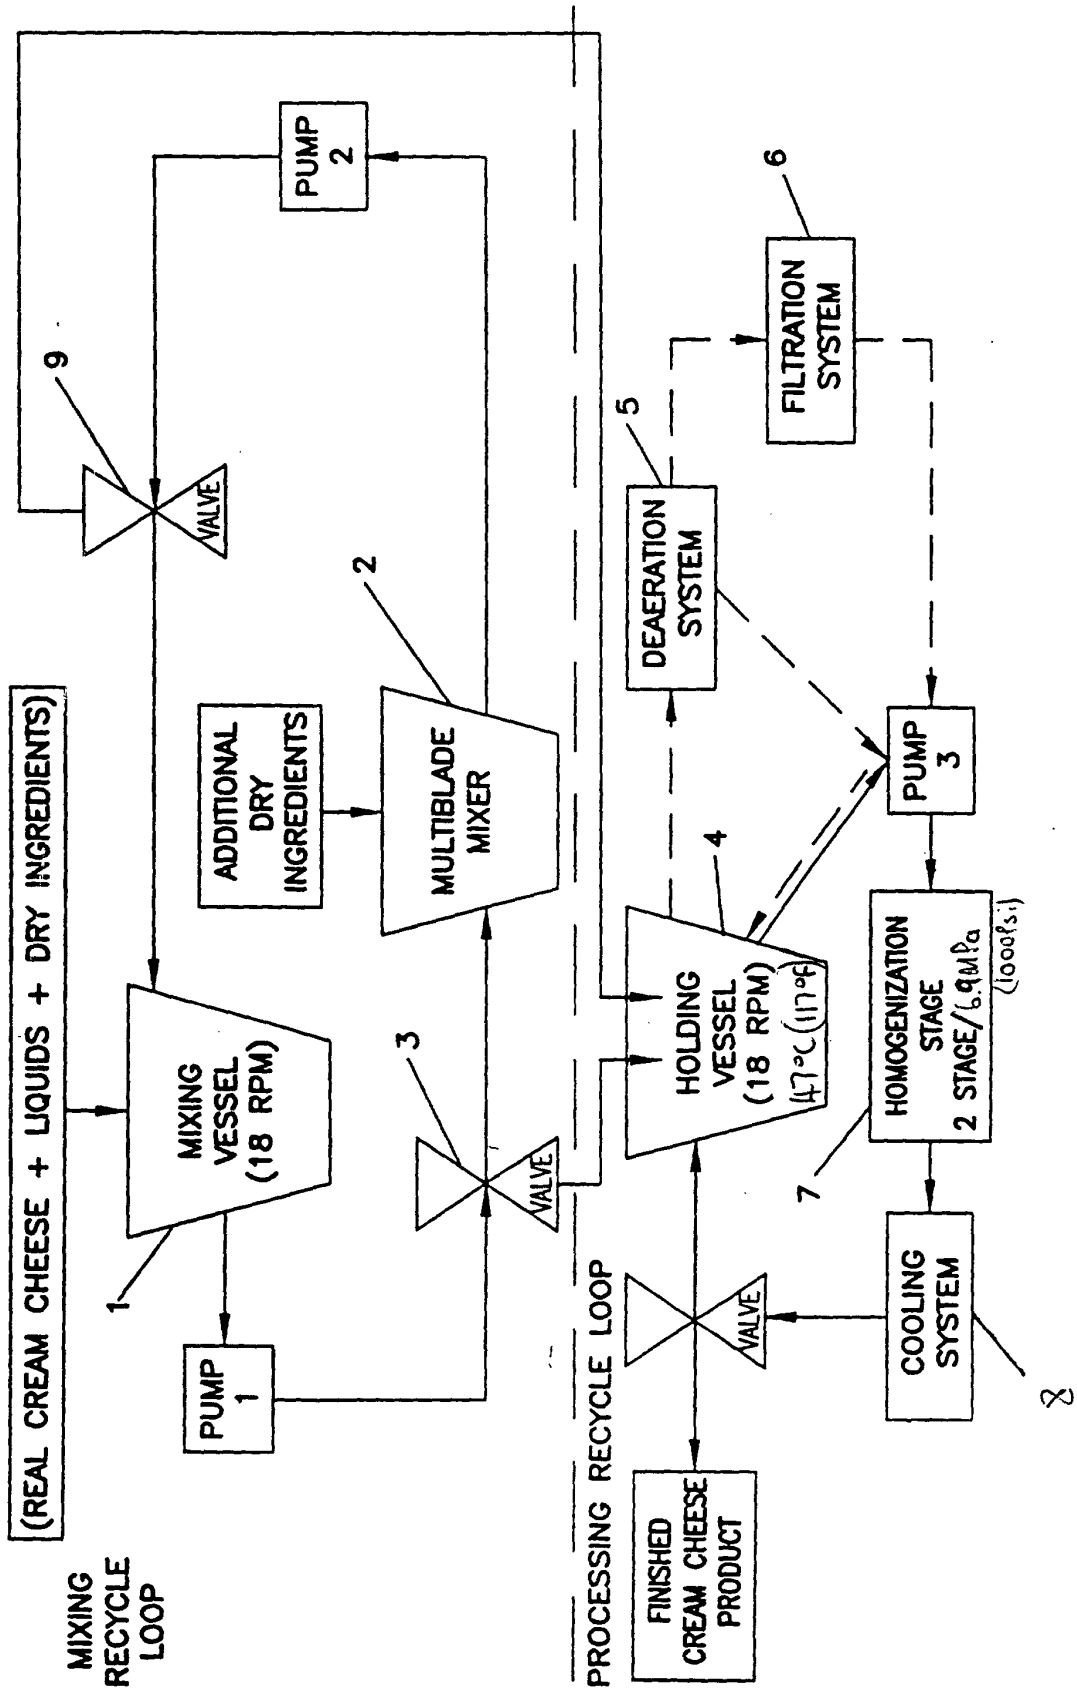 (REAL CREAM CHEESE + LIQUIDS + DRY INGREDIENTS)
MIXING
RECYCLE
LOOP
1
MIXING
VESSEL
(18 RPM)
PUMP
1
9
VALVE
ADDITIONAL
DRY
INGREDIENTS
PUMP
2
2
MULTIBLADE
MIXER
3
VALVE
PROCESSING RECYCLE LOOP
FINISHED
CREAM CHEESE
PRODUCT
VALVE
HOLDING
VESSEL
(18 RPM)
47°C (117°F)
4
5
DEAERATION
SYSTEM
6
FILTRATION
SYSTEM
PUMP
3
7
HOMOGENIZATION
STAGE
2 STAGE/6.9MPa
(1000Psi)
COOLING
SYSTEM
8